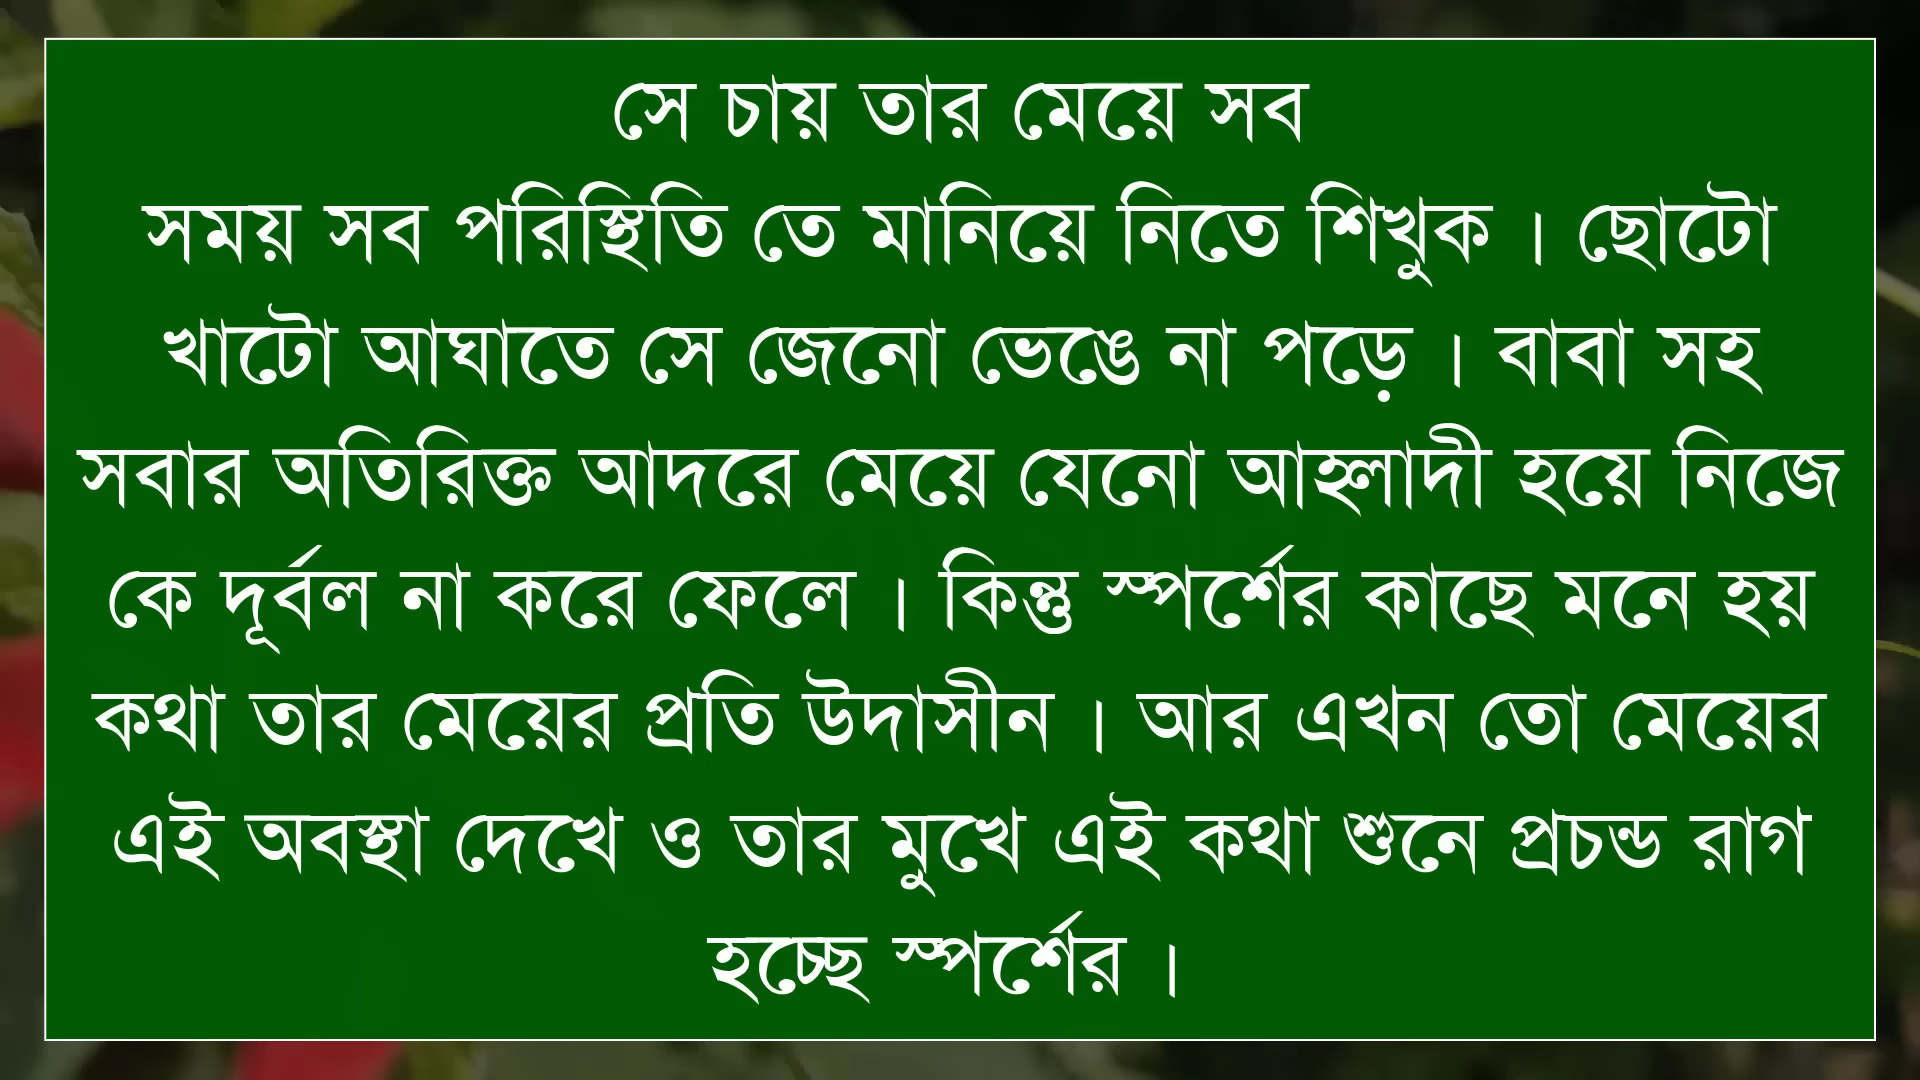 সে চায় তার মেয়ে সব
সময় সব পরিস্থিতি তে মানিয়ে নিতে শিখুক । ছোটো
খাটো আঘাতে সে জেনো ভেঙে না পড়ে । বাবা সহ
সবার অতিরিক্ত আদরে মেয়ে যেনো আহ্লাদী হয়ে নিজে
কে দূর্বল না করে ফেলে । কিন্তু স্পর্শের কাছে মনে হয়
কথা তার মেয়ের প্রতি উদাসীন । আর এখন তো মেয়ের
এই অবস্থা দেখে ও তার মুখে এই কথা শুনে প্রচন্ড রাগ
হচ্ছে স্পর্শের ।